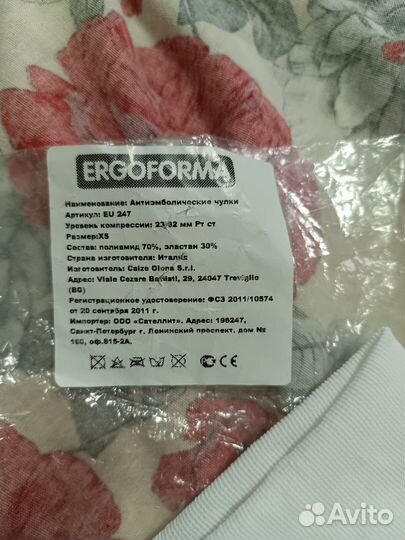 ERGOFORMA
Наименование: Антиэмболические чулки
Артикул: EU 247
Уровень компрессии: 23-32 мм Рт ст
Размер:XS
Состав: полиамид 70%, эластан 30%
Страна изготовителя: Италия
Изготовитель: Calze Olona S.r.l.
Адрес: Viale Cezare Battisti, 29, 24047 Treviglio
(BG)
Регистрационное удостоверение: ФСЗ 2011/10574
от 20 сентября 2011 г.
Импортер: ООО «Сателлит». Адрес: 196247,
Санкт-Петербург г. Ленинский проспект, дом №
160, оф.815-2А.
Avito